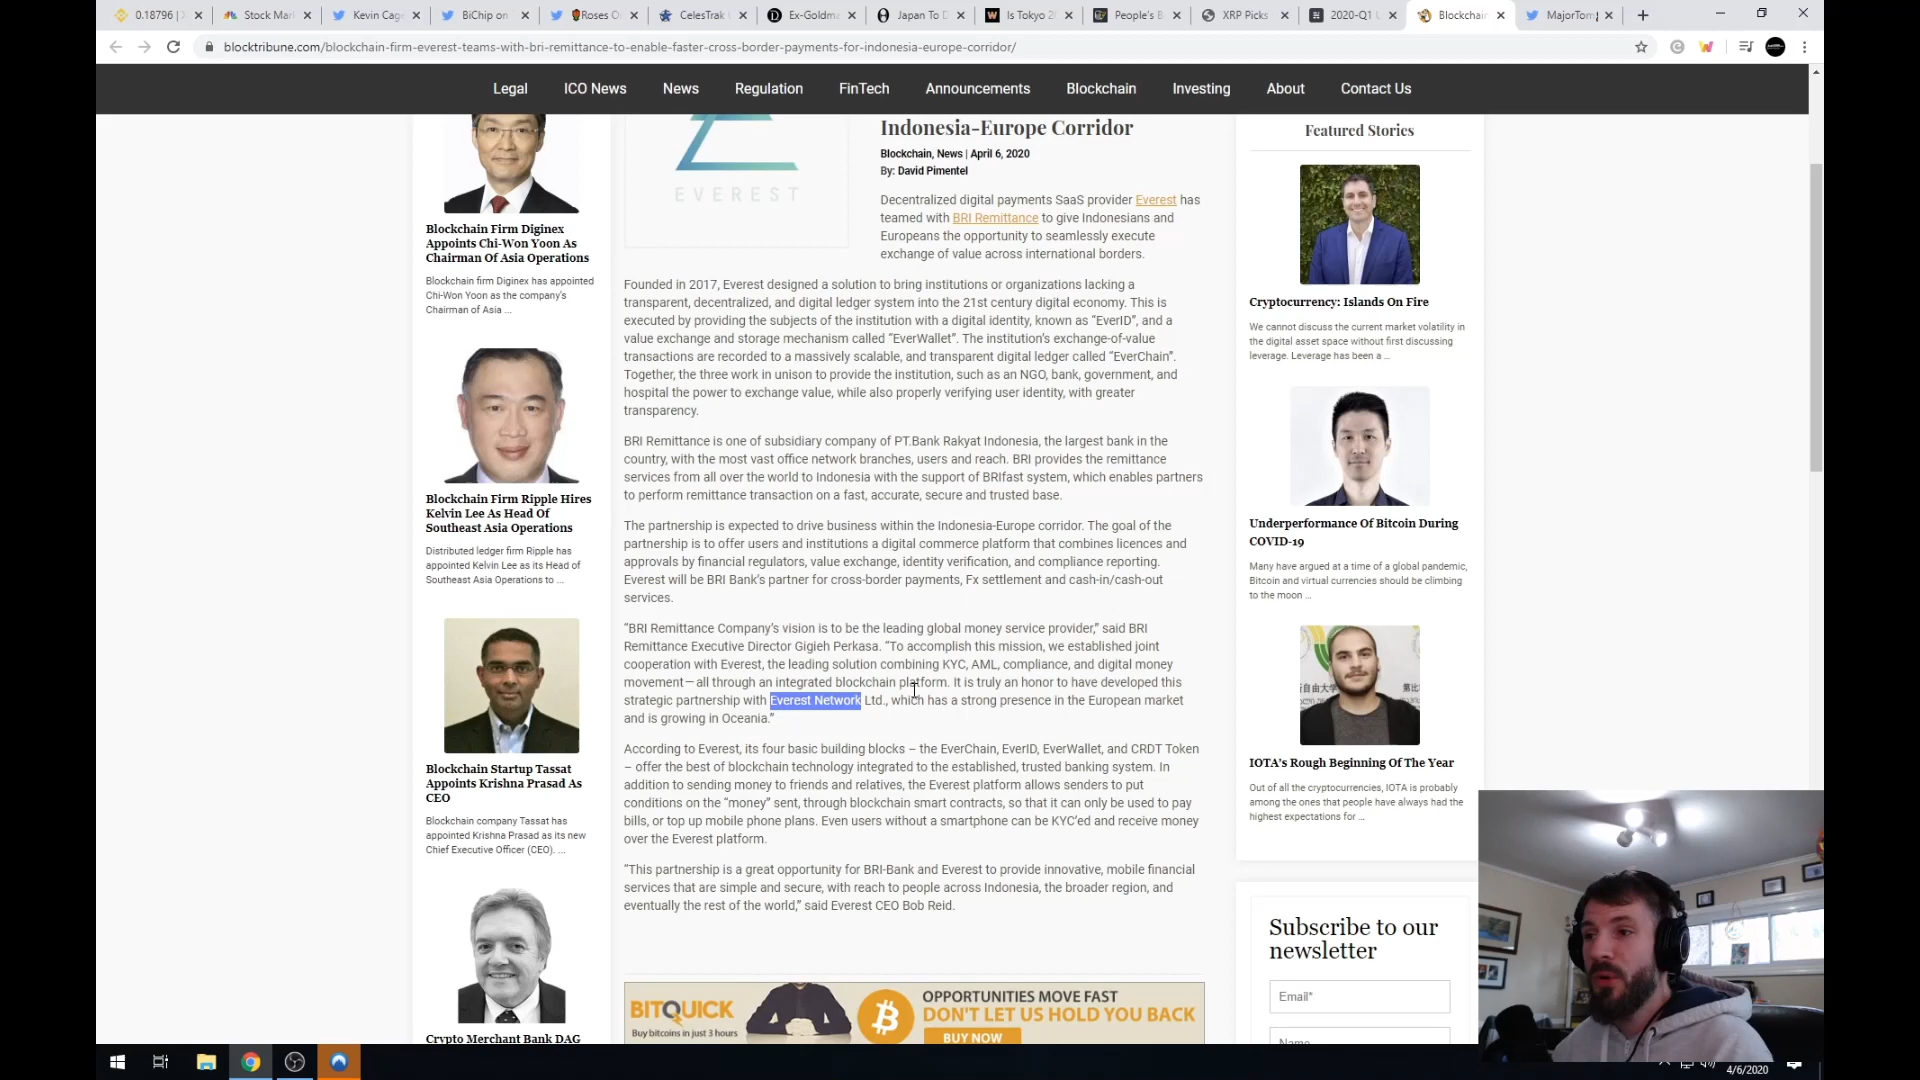 0.18796 | X
Stock Mar
Kevin Cag
BiChip on
Roses O
CelesTrak
Ex-Goldma
Japan To D
Is Tokyo 20
People's B
XRP Picks
2020-Q1 U
Blockchain
MajorTom
blocktribune.com/blockchain-firm-everest-teams-with-bri-remittance-to-enable-faster-cross-border-payments-for-indonesia-europe-corridor/
Legal
ICO News
News
Regulation
FinTech
Announcements
Blockchain
Investing
About
Contact Us
Blockchain Firm Diginex
Appoints Chi-Won Yoon As
Chairman Of Asia Operations
Blockchain firm Diginex has appointed
Chi-Won Yoon as the company's
Chairman of Asia ...
Blockchain Firm Ripple Hires
Kelvin Lee As Head Of
Southeast Asia Operations
Distributed ledger firm Ripple has
appointed Kelvin Lee as its Head of
Southeast Asia Operations to ...
Blockchain Startup Tassat
Appoints Krishna Prasad As
CEO
Blockchain company Tassat has
appointed Krishna Prasad as its new
Chief Executive Officer (CEO). ...
Crypto Merchant Bank DAG
EVEREST
Indonesia-Europe Corridor
Blockchain, News | April 6, 2020
By: David Pimentel
Decentralized digital payments SaaS provider Everest has
teamed with BRI Remittance to give Indonesians and
Europeans the opportunity to seamlessly execute
exchange of value across international borders.
Founded in 2017, Everest designed a solution to bring institutions or organizations lacking a
transparent, decentralized, and digital ledger system into the 21st century digital economy. This is
executed by providing the subjects of the institution with a digital identity, known as “EverID”, and a
value exchange and storage mechanism called “EverWallet”. The institution’s exchange-of-value
transactions are recorded to a massively scalable, and transparent digital ledger called “EverChain”.
Together, the three work in unison to provide the institution, such as an NGO, bank, government, and
hospital the power to exchange value, while also properly verifying user identity, with greater
transparency.
BRI Remittance is one of subsidiary company of PT.Bank Rakyat Indonesia, the largest bank in the
country, with the most vast office network branches, users and reach. BRI provides the remittance
services from all over the world to Indonesia with the support of BRIfast system, which enables partners
to perform remittance transaction on a fast, accurate, secure and trusted base.
The partnership is expected to drive business within the Indonesia-Europe corridor. The goal of the
partnership is to offer users and institutions a digital commerce platform that combines licences and
approvals by financial regulators, value exchange, identity verification, and compliance reporting.
Everest will be BRI Bank’s partner for cross-border payments, Fx settlement and cash-in/cash-out
services.
“BRI Remittance Company’s vision is to be the leading global money service provider,” said BRI
Remittance Executive Director Gigieh Perkasa. “To accomplish this mission, we established joint
cooperation with Everest, the leading solution combining KYC, AML, compliance, and digital money
movement—all through an integrated blockchain platform. It is truly an honor to have developed this
strategic partnership with Everest Network Ltd., which has a strong presence in the European market
and is growing in Oceania.”
According to Everest, its four basic building blocks – the EverChain, EverID, EverWallet, and CRDT Token
– offer the best of blockchain technology integrated to the established, trusted banking system. In
addition to sending money to friends and relatives, the Everest platform allows senders to put
conditions on the “money” sent, through blockchain smart contracts, so that it can only be used to pay
bills, or top up mobile phone plans. Even users without a smartphone can be KYC’ed and receive money
over the Everest platform.
“This partnership is a great opportunity for BRI-Bank and Everest to provide innovative, mobile financial
services that are simple and secure, with reach to people across Indonesia, the broader region, and
eventually the rest of the world,” said Everest CEO Bob Reid.
BITQUICK
Buy bitcoins in just 3 hours
OPPORTUNITIES MOVE FAST
DON'T LET US HOLD YOU BACK
BUY NOW
Featured Stories
Cryptocurrency: Islands On Fire
We cannot discuss the current market volatility in
the digital asset space without first discussing
leverage. Leverage has been a ...
Underperformance Of Bitcoin During
COVID-19
Many have argued at a time of a global pandemic,
Bitcoin and virtual currencies should be climbing
to the moon ...
IOTA’s Rough Beginning Of The Year
Out of all the cryptocurrencies, IOTA is probably
among the ones that people have always had the
highest expectations for ...
Subscribe to our
newsletter
Email*
Name
4/6/2020